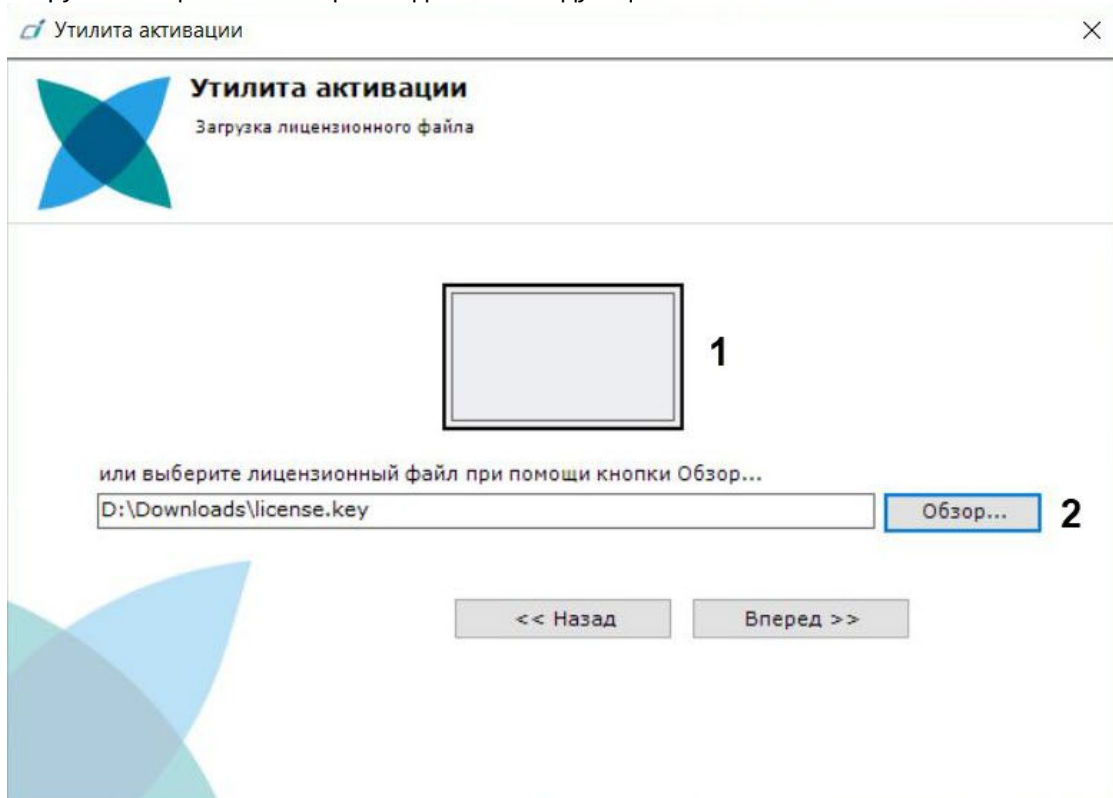 Утилита активации
Утилита активации
Загрузка лицензионного файла
1
или выберите лицензионный файл при помощи кнопки Обзор...
D:\Downloads\license.key
Обзор...
2
<< Назад
Вперед >>